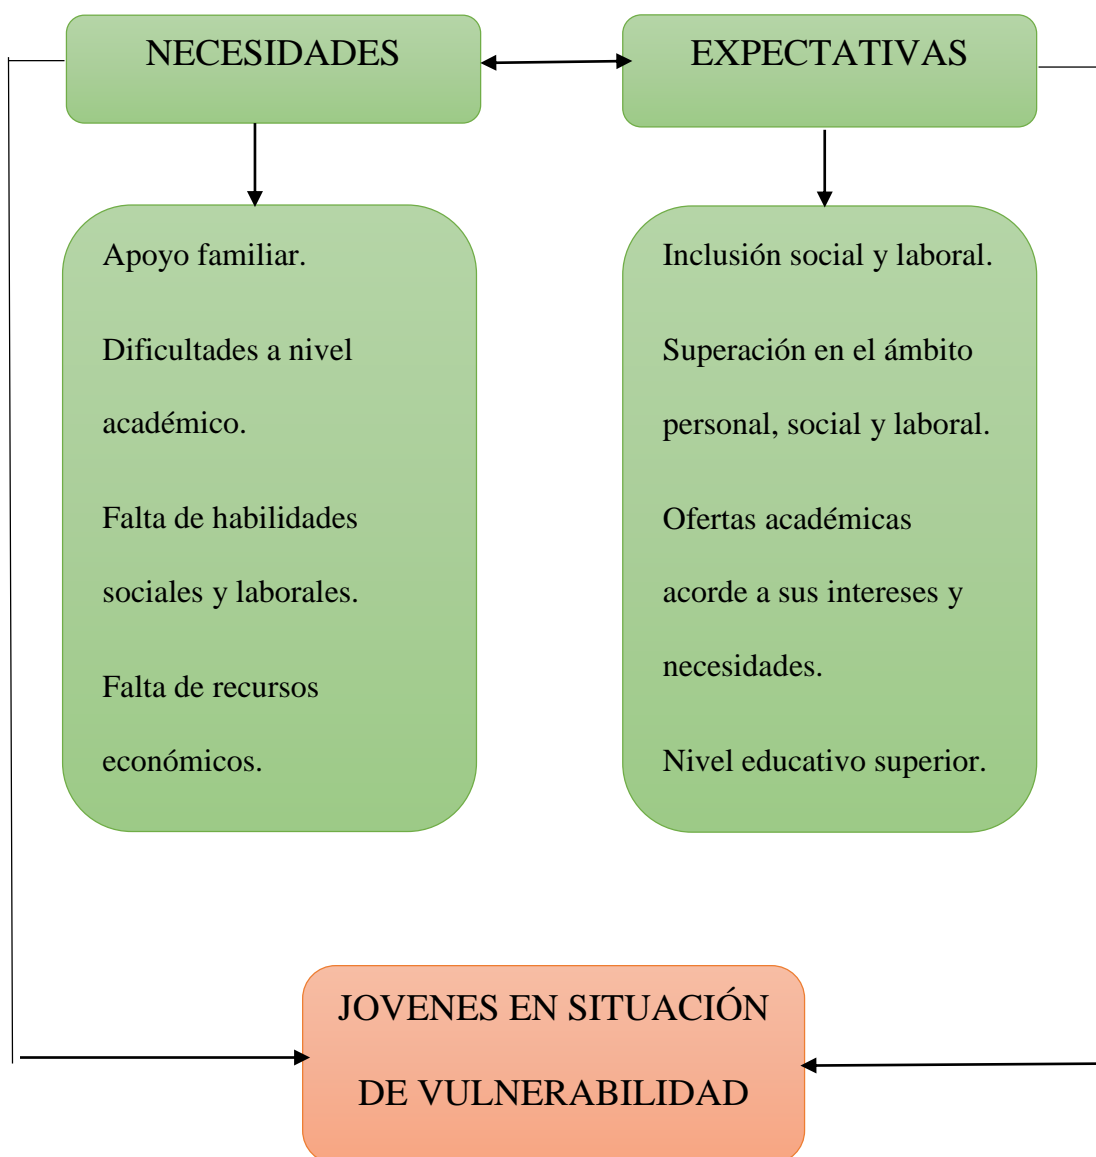 NECESIDADES
EXPECTATIVAS
Apoyo familiar.
Dificultades a nivel
académico.
Falta de habilidades
sociales y laborales.
Falta de recursos
económicos.
Inclusión social y laboral.
Superación en el ámbito
personal, social y laboral.
Ofertas académicas
acorde a sus intereses y
necesidades.
Nivel educativo superior.
JOVENES EN SITUACIÓN
DE VULNERABILIDAD